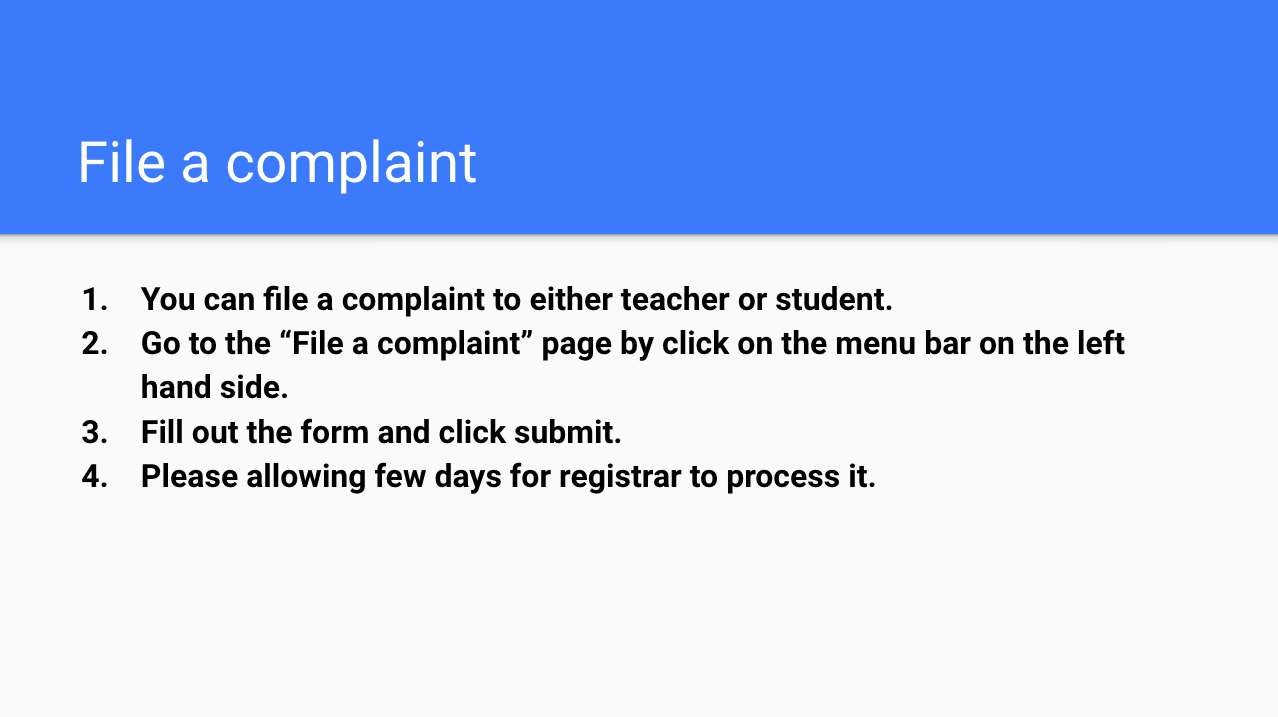 File a complaint
1. You can file a complaint to either teacher or student.
2. Go to the “File a complaint” page by click on the menu bar on the left
hand side.
3. Fill out the form and click submit.
4. Please allowing few days for registrar to process it.